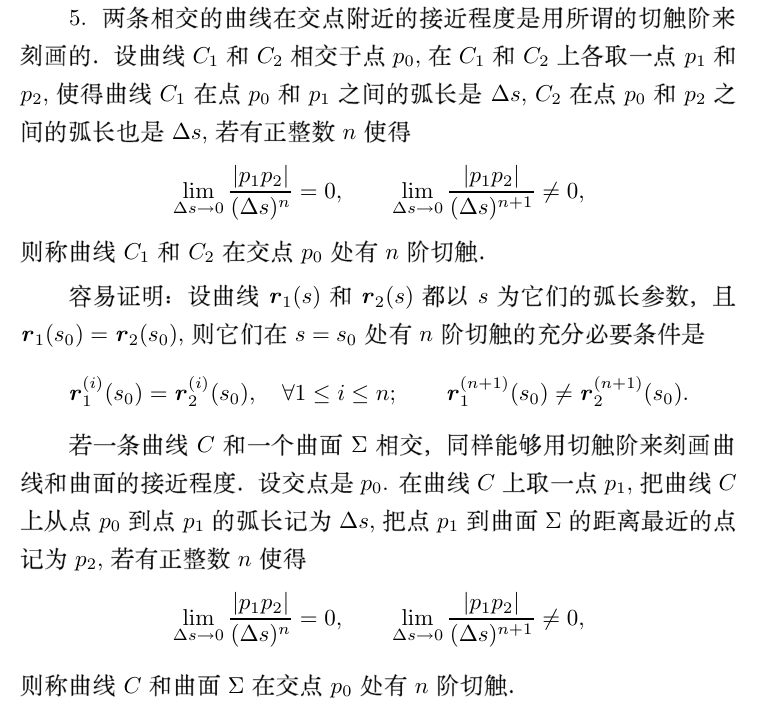 5. 两条相交的曲线在交点附近的接近程度是用所谓的切触阶来
刻画的. 设曲线 $C_1$ 和 $C_2$ 相交于点 $p_0$, 在 $C_1$ 和 $C_2$ 上各取一点 $p_1$ 和
$p_2$, 使得曲线 $C_1$ 在点 $p_0$ 和 $p_1$ 之间的弧长是 $\Delta s$, $C_2$ 在点 $p_0$ 和 $p_2$ 之
间的弧长也是 $\Delta s$, 若有正整数 $n$ 使得
$\lim_{\Delta s \to 0} \frac{|p_1p_2|}{(\Delta s)^n} = 0, \quad \lim_{\Delta s \to 0} \frac{|p_1p_2|}{(\Delta s)^{n+1}} \neq 0,$
则称曲线 $C_1$ 和 $C_2$ 在交点 $p_0$ 处有 $n$ 阶切触.
容易证明: 设曲线 $\boldsymbol{r}_1(s)$ 和 $\boldsymbol{r}_2(s)$ 都以 $s$ 为它们的弧长参数, 且
$\boldsymbol{r}_1(s_0) = \boldsymbol{r}_2(s_0)$, 则它们在 $s = s_0$ 处有 $n$ 阶切触的充分必要条件是
$\boldsymbol{r}_1^{(i)}(s_0) = \boldsymbol{r}_2^{(i)}(s_0), \quad \forall 1 \leq i \leq n; \quad \boldsymbol{r}_1^{(n+1)}(s_0) \neq \boldsymbol{r}_2^{(n+1)}(s_0).$
若一条曲线 $C$ 和一个曲面 $\Sigma$ 相交, 同样能够用切触阶来刻画曲
线和曲面的接近程度. 设交点是 $p_0$. 在曲线 $C$ 上取一点 $p_1$, 把曲线 $C$
上从点 $p_0$ 到点 $p_1$ 的弧长记为 $\Delta s$, 把点 $p_1$ 到曲面 $\Sigma$ 的距离最近的点
记为 $p_2$, 若有正整数 $n$ 使得
$\lim_{\Delta s \to 0} \frac{|p_1p_2|}{(\Delta s)^n} = 0, \quad \lim_{\Delta s \to 0} \frac{|p_1p_2|}{(\Delta s)^{n+1}} \neq 0,$
则称曲线 $C$ 和曲面 $\Sigma$ 在交点 $p_0$ 处有 $n$ 阶切触.